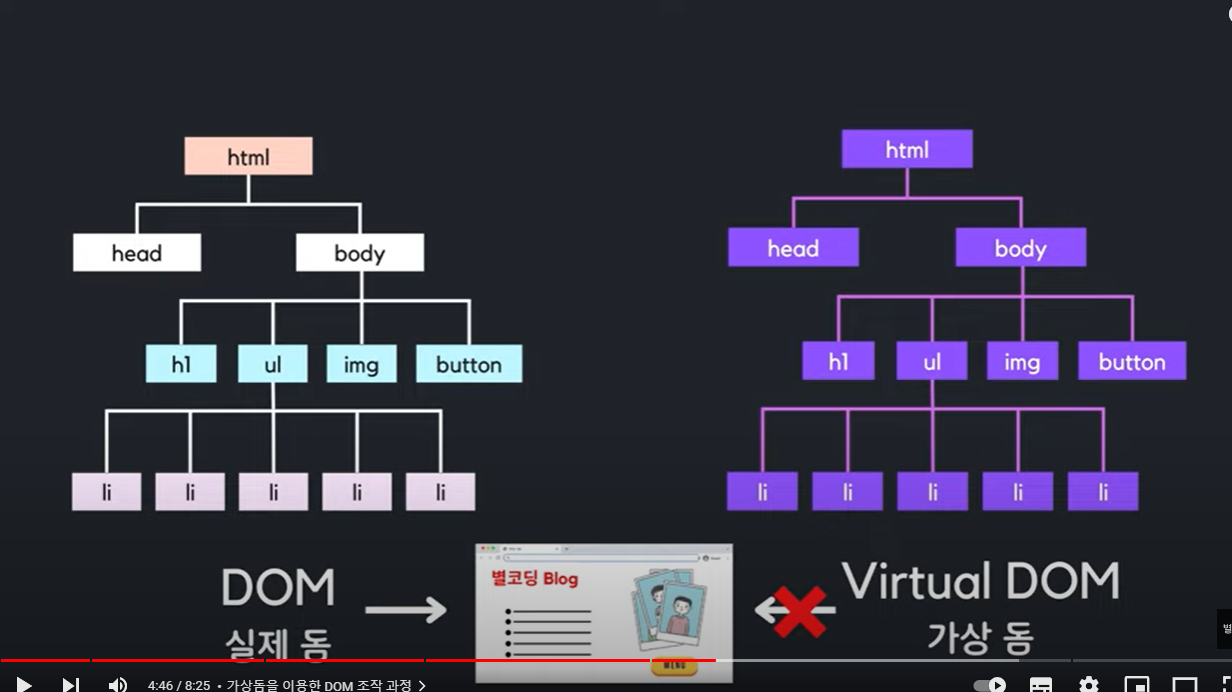 html
html
head
body
head
body
h1
ul
img
button
h1
ul
img
button
li
li
li
li
li
li
li
li
li
li
별코딩 Blog
MENU
DOM
실제 돔
Virtual DOM
가상 돔
4:46 / 8:25 • 가상돔을 이용한 DOM 조작 과정